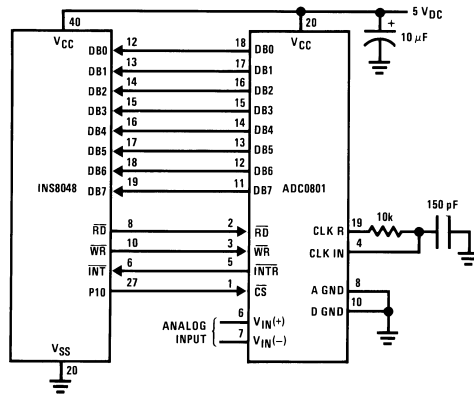 5 VDC
40 20 +
VCC VCC 10 µF
DB0 12 18 DB0
DB1 13 17 DB1
DB2 14 16 DB2
DB3 15 15 DB3
DB4 16 14 DB4
DB5 17 13 DB5
DB6 18 12 DB6
DB7 19 11 DB7
INS8048 ADC0801
150 pF
RD 8 2 RD CLK R 19 10k
WR 10 3 WR CLK IN 4
INT 6 5 INTR
P10 27 1 CS A GND 8
D GND 10
ANALOG INPUT
6 VIN(+)
7 VIN(−)
VSS
20